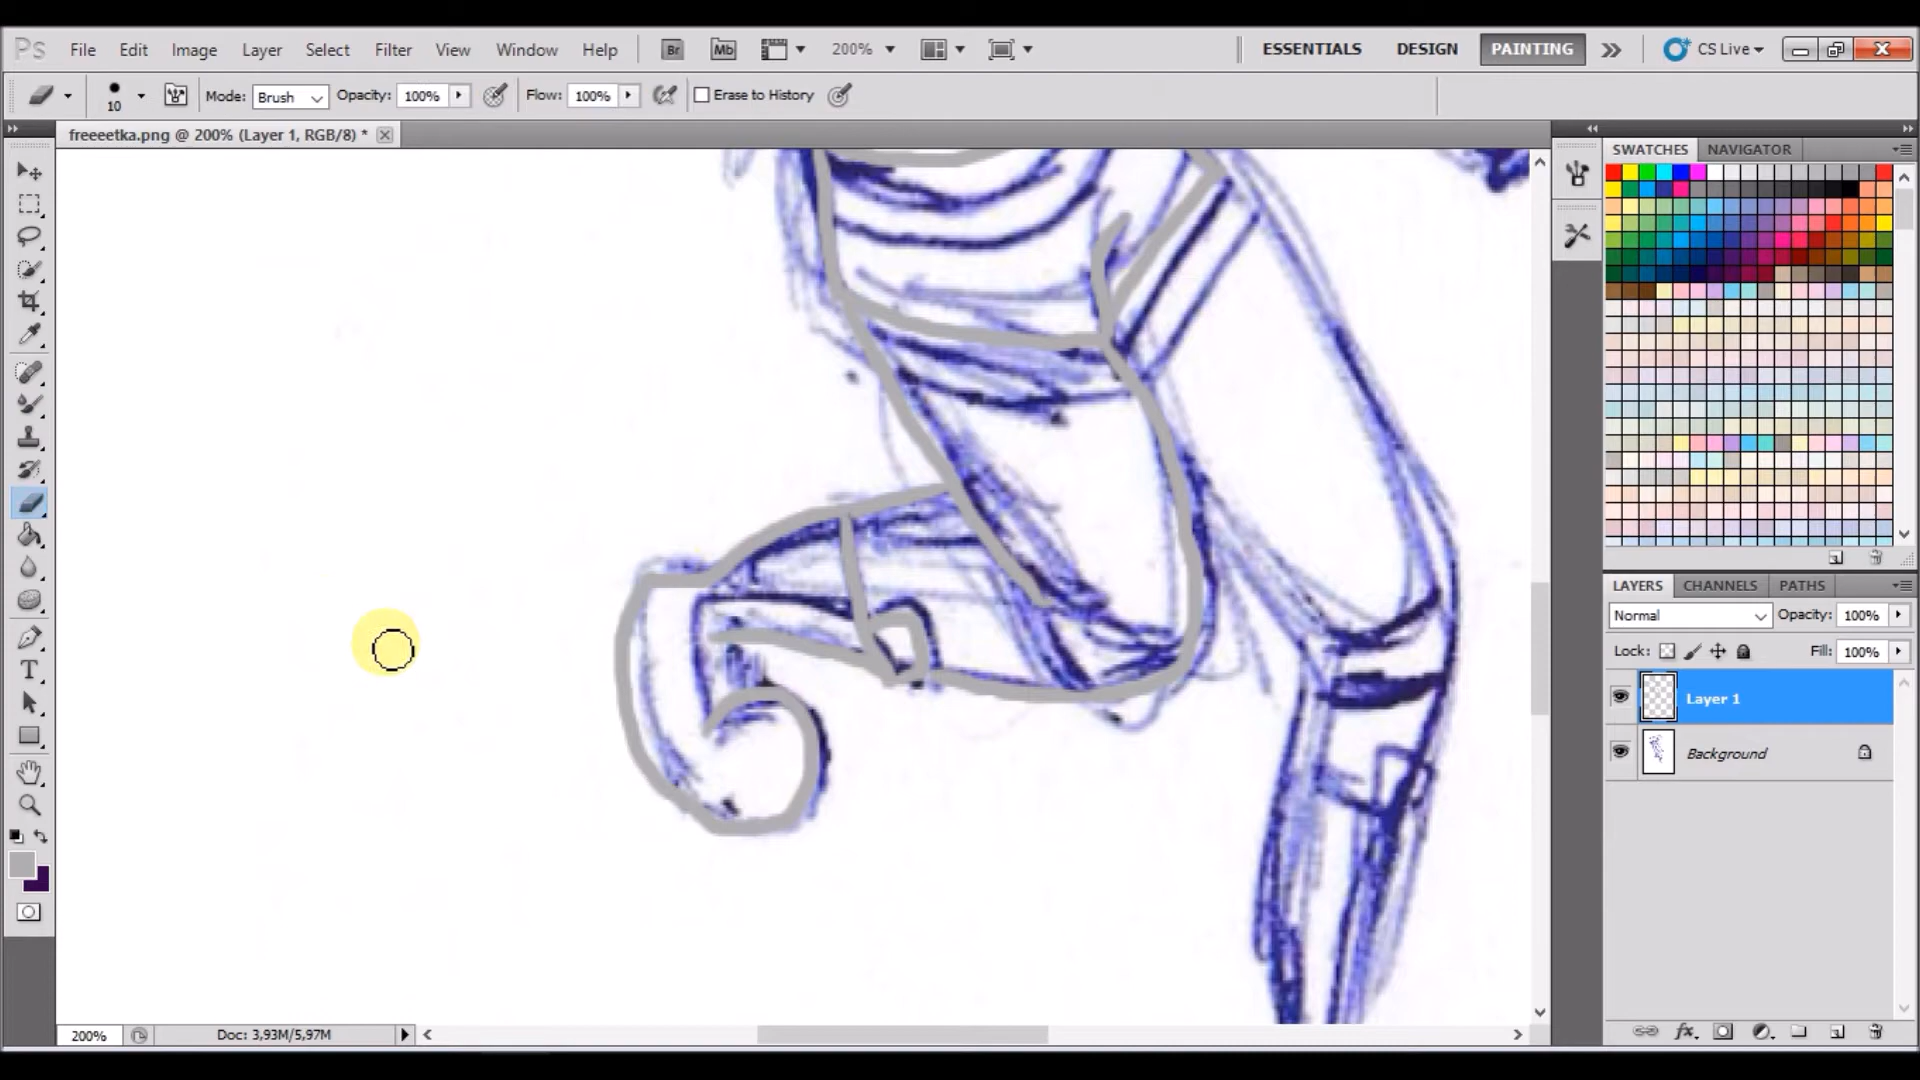 Ps File Edit Image Layer Select Filter View Window Help Br Mb 200% ESSENTIALS DESIGN PAINTING CS Live
10 Mode: Brush Opacity: 100% Flow: 100% Erase to History
freeeetka.png @ 200% (Layer 1, RGB/8) *
SWATCHES NAVIGATOR
LAYERS CHANNELS PATHS
Normal Opacity: 100%
Lock: Fill: 100%
Layer 1
Background
T
fx
200% Doc: 3,93M/5,97M